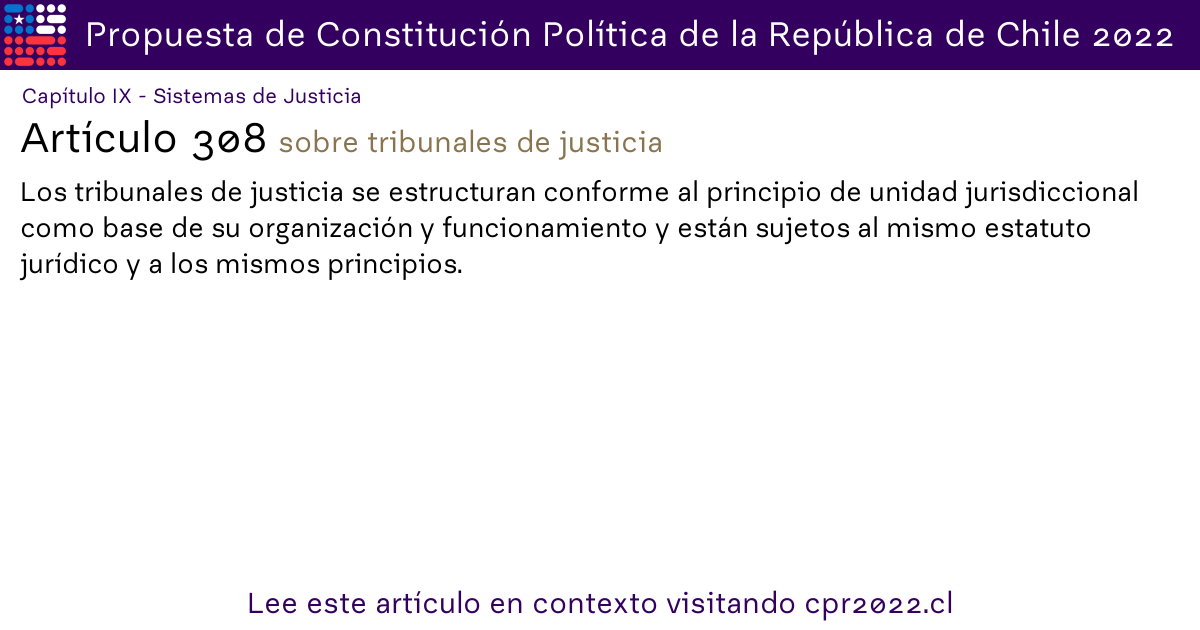 Propuesta de Constitución Política de la República de Chile 2022
Capítulo IX - Sistemas de Justicia
Artículo 308 sobre tribunales de justicia
Los tribunales de justicia se estructuran conforme al principio de unidad jurisdiccional
como base de su organización y funcionamiento y están sujetos al mismo estatuto
jurídico y a los mismos principios.
Lee este artículo en contexto visitando cpr2022.cl